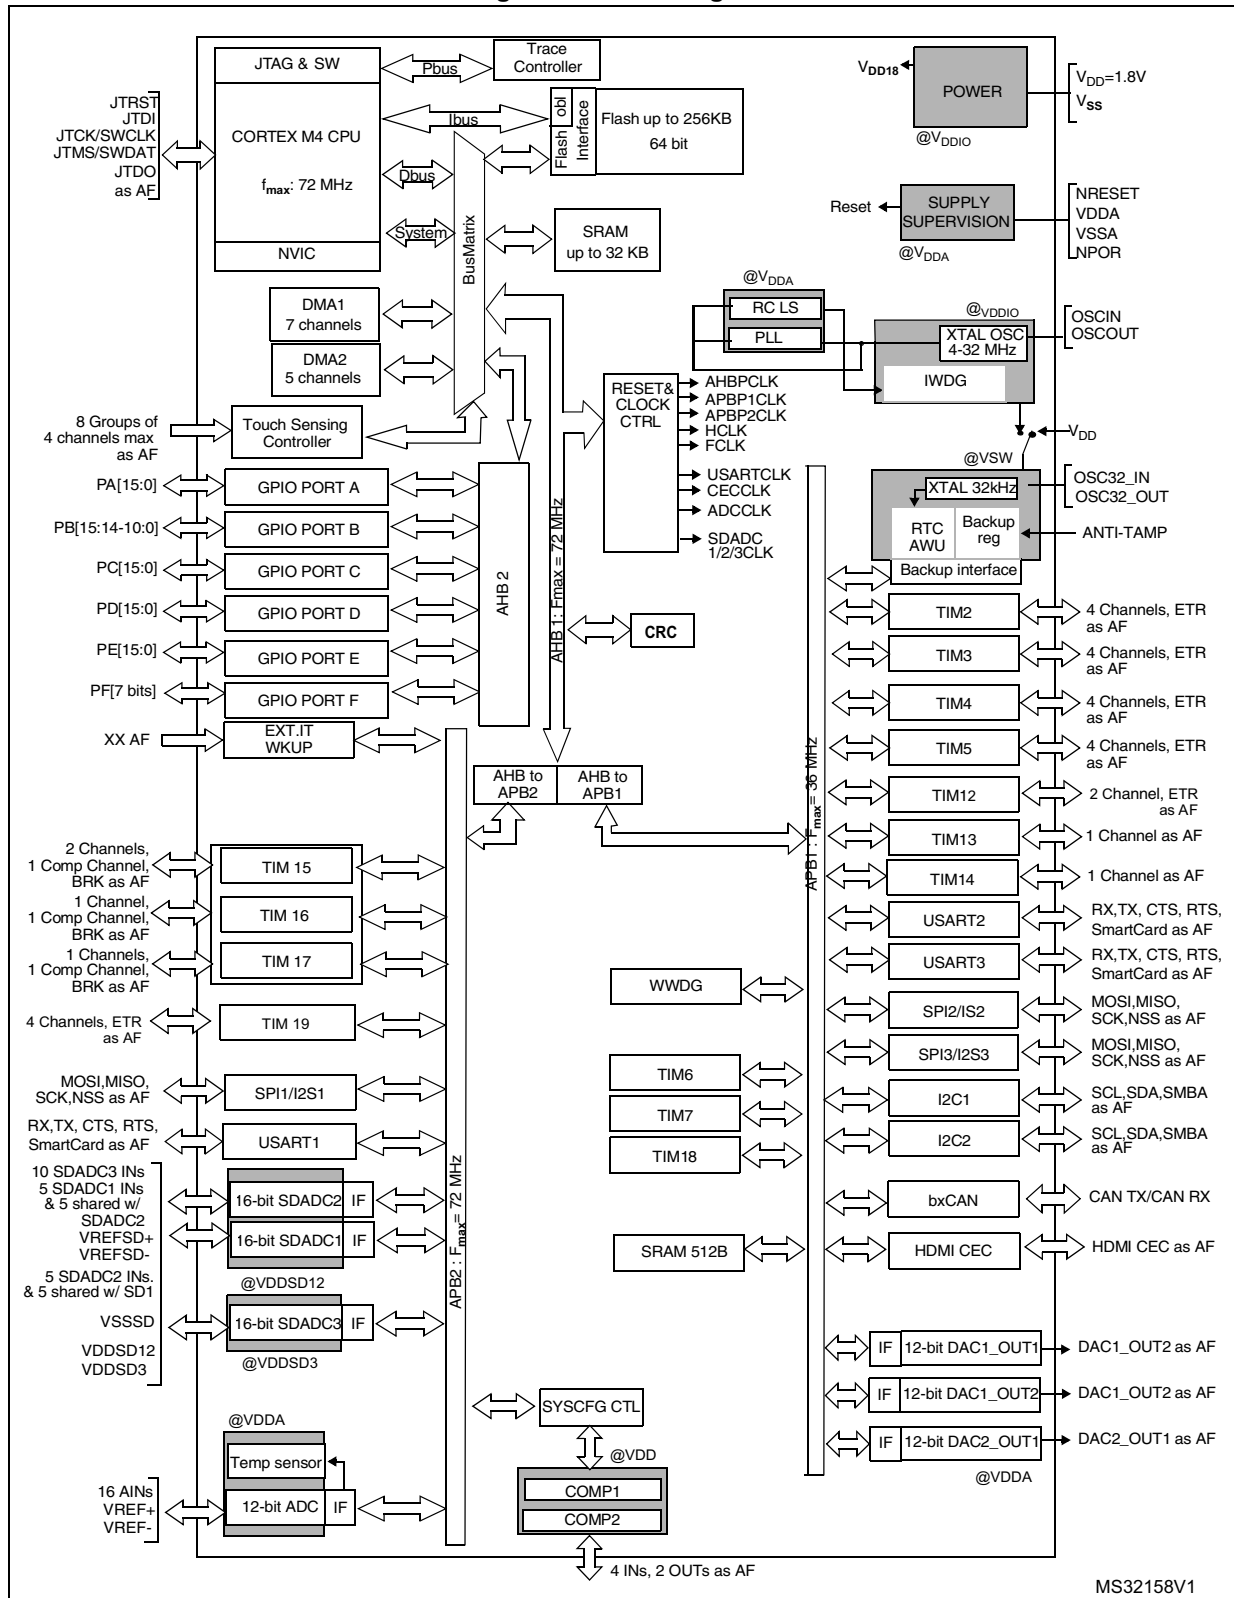 JTAG & SW
Pbus
Trace
Controller
JTRST
JTDI
JTCK/SWCLK
JTMS/SWDAT
JTDO
as AF
CORTEX M4 CPU
fmax: 72 MHz
NVIC
Ibus
Dbus
System
BusMatrix
Flash obl
Interface
Flash up to 256KB
64 bit
SRAM
up to 32 KB
VDD18
POWER
VDD=1.8V
VSS
@VDDIO
Reset
SUPPLY
SUPERVISION
@VDDA
NRESET
VDDA
VSSA
NPOR
DMA1
7 channels
DMA2
5 channels
@VDDA
RC LS
PLL
@VDDIO
XTAL OSC
4-32 MHz
IWDG
OSCIN
OSCOUT
8 Groups of
4 channels max
as AF
Touch Sensing
Controller
RESET&
CLOCK
CTRL
AHBPCLK
APBP1CLK
APBP2CLK
HCLK
FCLK
USARTCLK
CECCLK
ADCCLK
SDADC
1/2/3CLK
VDD
@VSW
XTAL 32kHz
RTC
AWU
Backup
reg
Backup interface
OSC32_IN
OSC32_OUT
ANTI-TAMP
PA[15:0]
GPIO PORT A
PB[15:14-10:0]
GPIO PORT B
PC[15:0]
GPIO PORT C
PD[15:0]
GPIO PORT D
PE[15:0]
GPIO PORT E
PF[7 bits]
GPIO PORT F
AHB 2
AHB 1: Fmax = 72 MHz
CRC
XX AF
EXT.IT
WKUP
AHB to
APB2
AHB to
APB1
APB1 : Fmax = 36 MHz
TIM2
4 Channels, ETR
as AF
TIM3
4 Channels, ETR
as AF
TIM4
4 Channels, ETR
as AF
TIM5
4 Channels, ETR
as AF
TIM12
2 Channel, ETR
as AF
TIM13
1 Channel as AF
TIM14
1 Channel as AF
USART2
RX,TX, CTS, RTS,
SmartCard as AF
USART3
RX,TX, CTS, RTS,
SmartCard as AF
SPI2/IS2
MOSI,MISO,
SCK,NSS as AF
SPI3/I2S3
MOSI,MISO,
SCK,NSS as AF
I2C1
SCL,SDA,SMBA
as AF
I2C2
SCL,SDA,SMBA
as AF
bxCAN
CAN TX/CAN RX
HDMI CEC
HDMI CEC as AF
2 Channels,
1 Comp Channel,
BRK as AF
TIM 15
1 Channel,
1 Comp Channel,
BRK as AF
TIM 16
1 Channels,
1 Comp Channel,
BRK as AF
TIM 17
4 Channels, ETR
as AF
TIM 19
MOSI,MISO,
SCK,NSS as AF
SPI1/I2S1
RX,TX, CTS, RTS,
SmartCard as AF
USART1
WWDG
TIM6
TIM7
TIM18
SRAM 512B
APB2 : Fmax = 72 MHz
10 SDADC3 INs
5 SDADC1 INs
& 5 shared w/
SDADC2
VREFSD+
VREFSD-
5 SDADC2 INs.
& 5 shared w/ SD1
VSSSD
VDDSD12
VDDSD3
16-bit SDADC2 IF
16-bit SDADC1 IF
@VDDSD12
16-bit SDADC3 IF
@VDDSD3
IF 12-bit DAC1_OUT1
DAC1_OUT2 as AF
IF 12-bit DAC1_OUT2
DAC1_OUT2 as AF
IF 12-bit DAC2_OUT1
DAC2_OUT1 as AF
@VDDA
SYSCFG CTL
@VDD
COMP1
COMP2
4 INs, 2 OUTs as AF
@VDDA
Temp sensor
12-bit ADC IF
16 AINs
VREF+
VREF-
MS32158V1